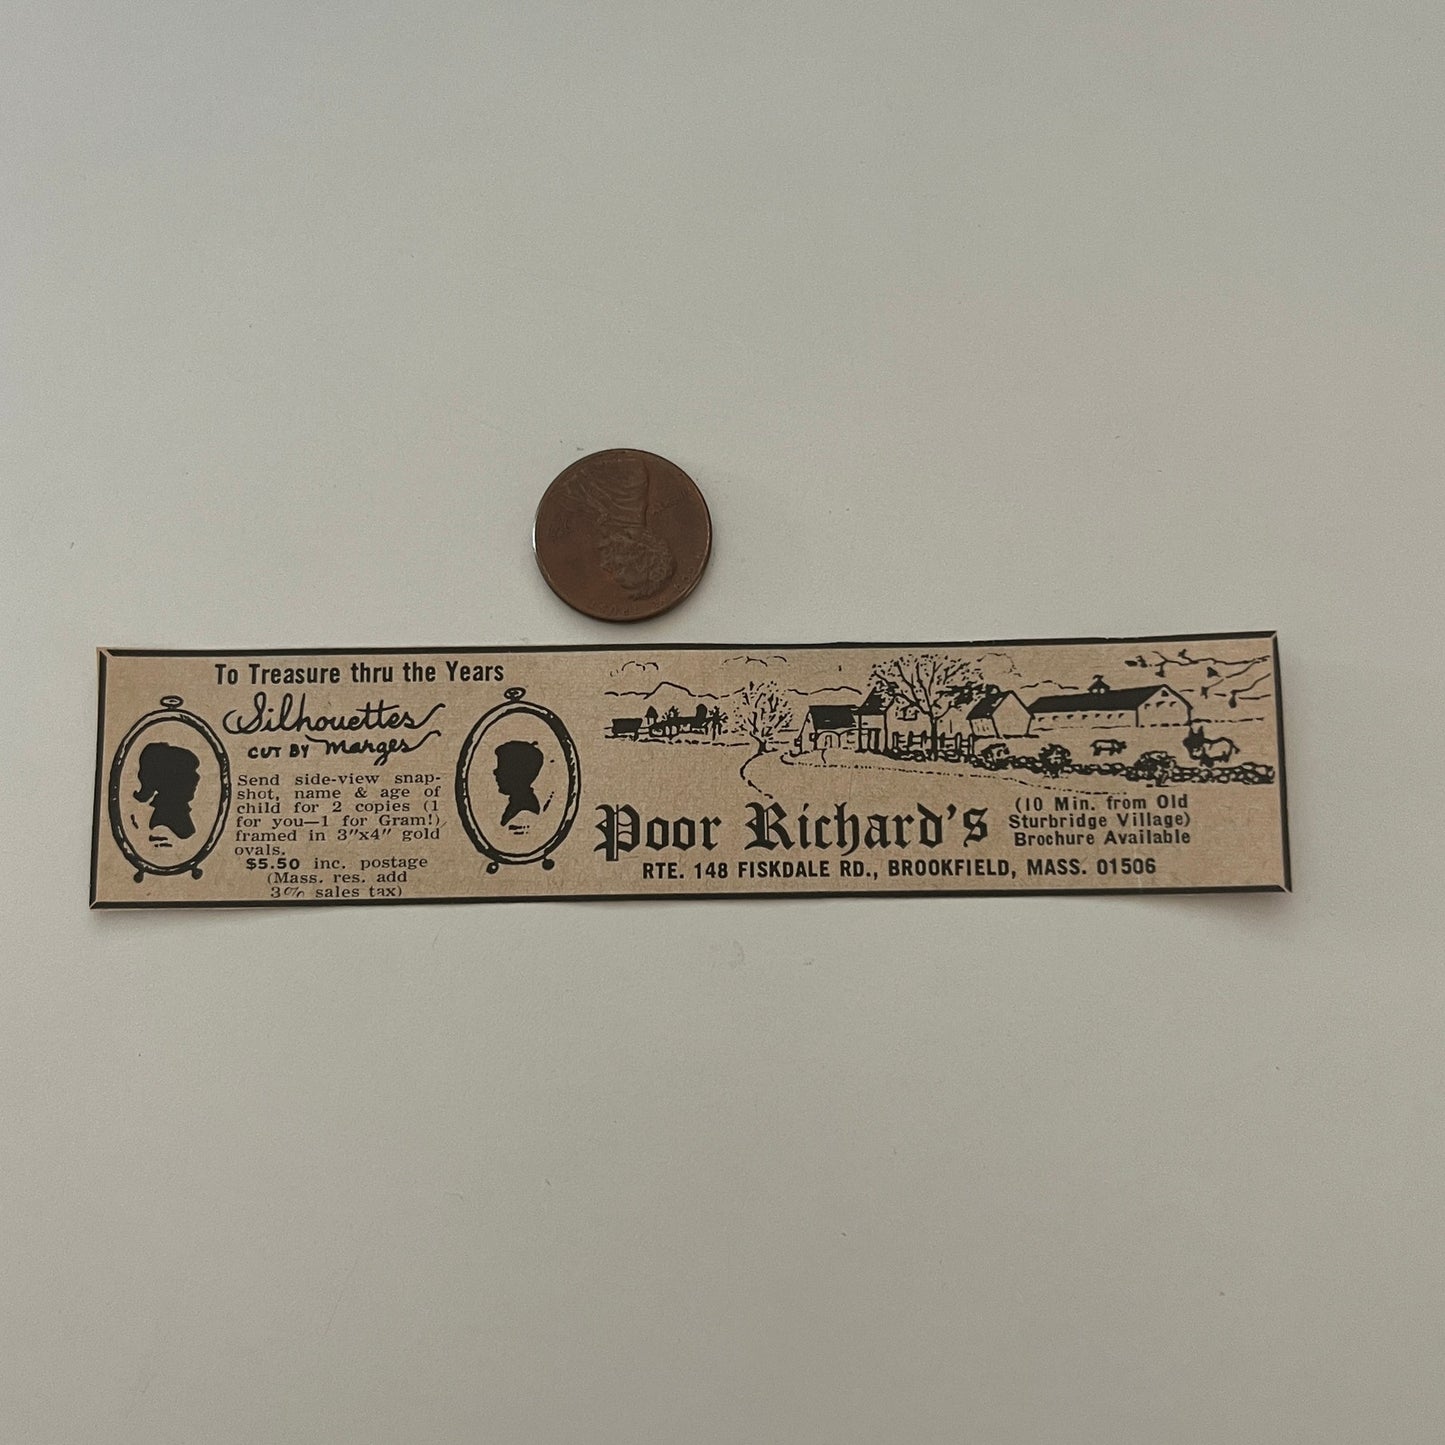 To Treasure thru the Years
Silhouettes
CUT BY Marges
Send side-view snap-
shot, name & age of
child for 2 copies (1
for you—1 for Gram!),
framed in 3"x4" gold
ovals.
$5.50 inc. postage
(Mass. res. add
3% sales tax)
Poor Richard's
(10 Min. from Old
Sturbridge Village)
Brochure Available
RTE. 148 FISKDALE RD., BROOKFIELD, MASS. 01506